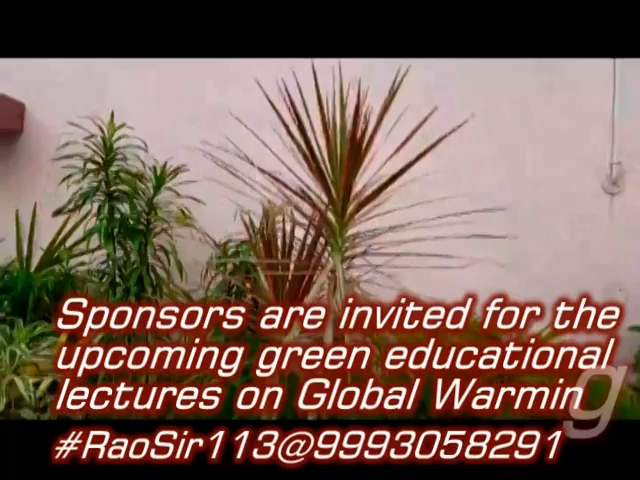 Sponsors are invited for the
upcoming green educational
lectures on Global Warming
#RaoSir113@9993058291